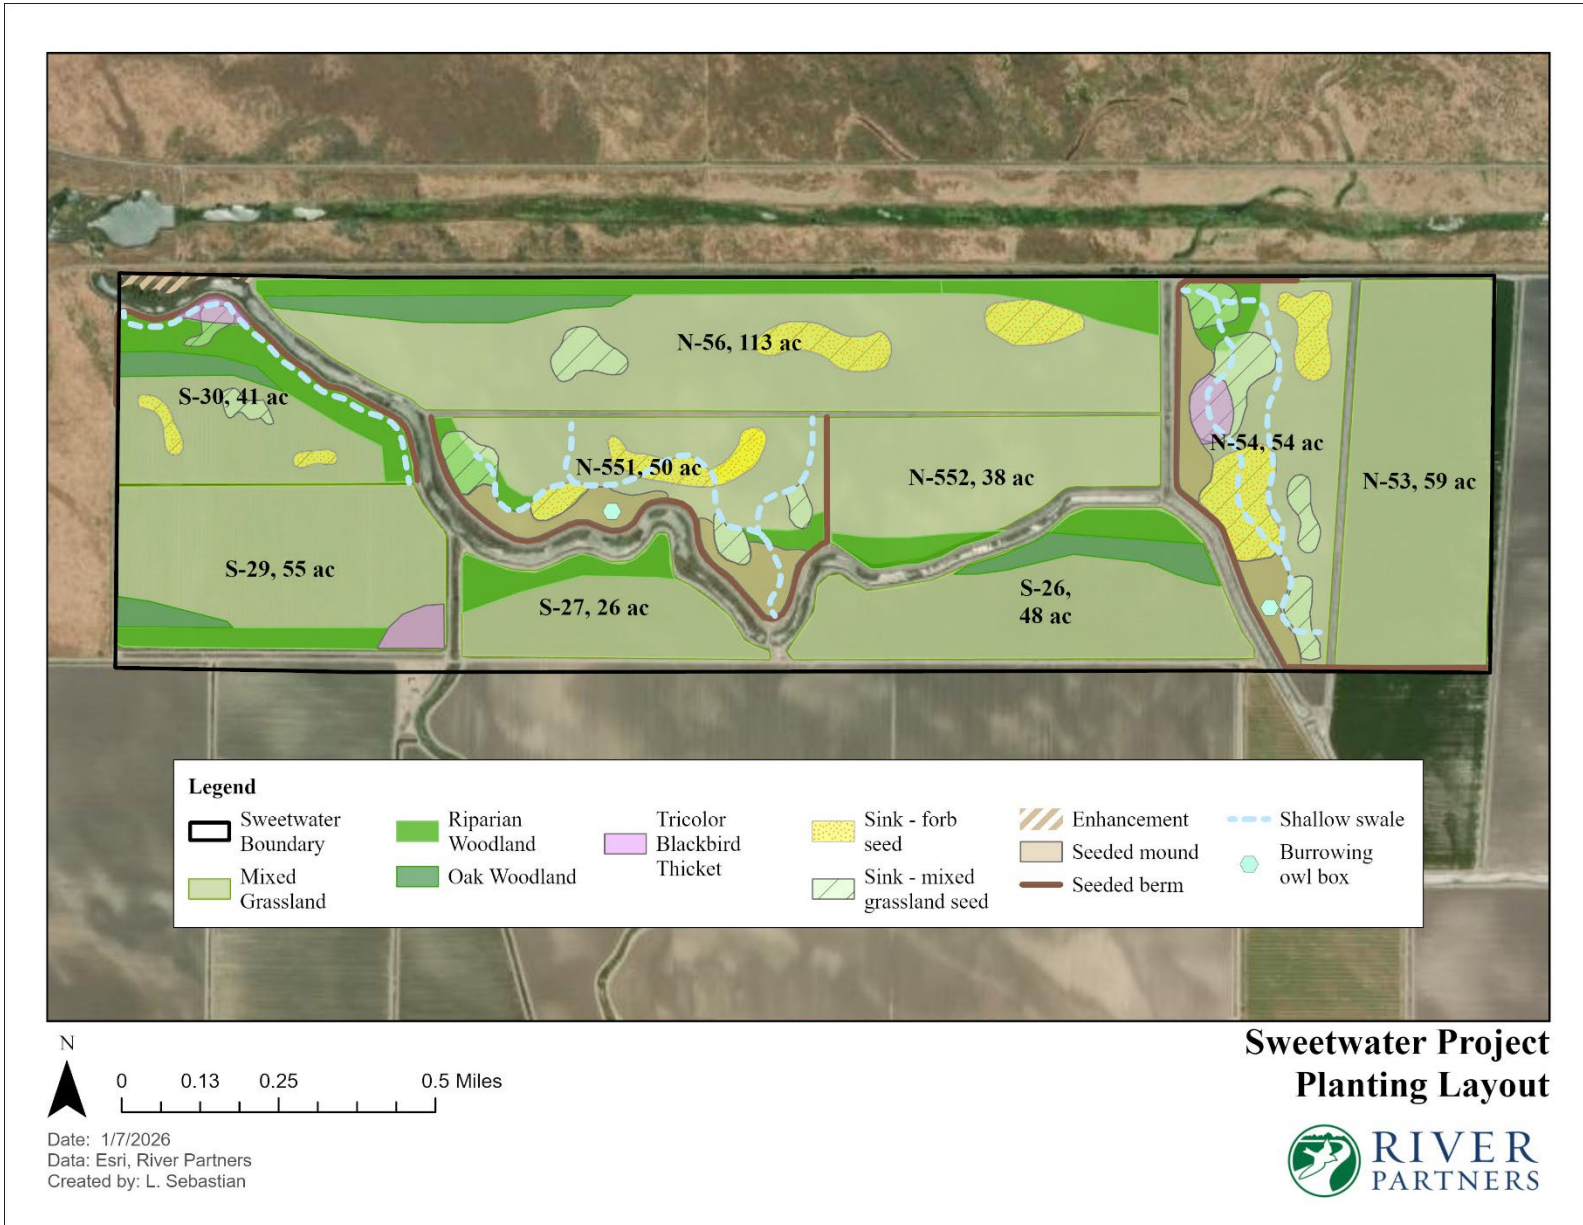 N-56, 113 ac
S-30, 41 ac
N-551, 50 ac
N-552, 38 ac
N-54, 54 ac
N-53, 59 ac
S-29, 55 ac
S-27, 26 ac
S-26,
48 ac
Legend
Sweetwater
Boundary
Mixed
Grassland
Riparian
Woodland
Oak Woodland
Tricolor
Blackbird
Thicket
Sink - forb
seed
Sink - mixed
grassland seed
Enhancement
Seeded mound
Seeded berm
Shallow swale
Burrowing
owl box
N
0 0.13 0.25 0.5 Miles
Date: 1/7/2026
Data: Esri, River Partners
Created by: L. Sebastian
Sweetwater Project
Planting Layout
RIVER
PARTNERS